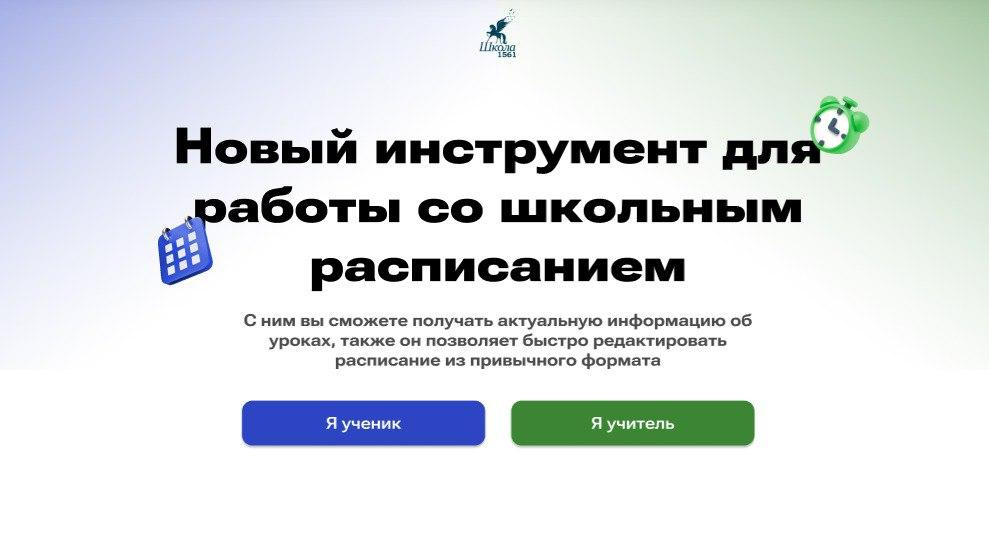 Школа
1561
Новый инструмент для
работы со школьным
расписанием
С ним вы сможете получать актуальную информацию об
уроках, также он позволяет быстро редактировать
расписание из привычного формата
Я ученик
Я учитель